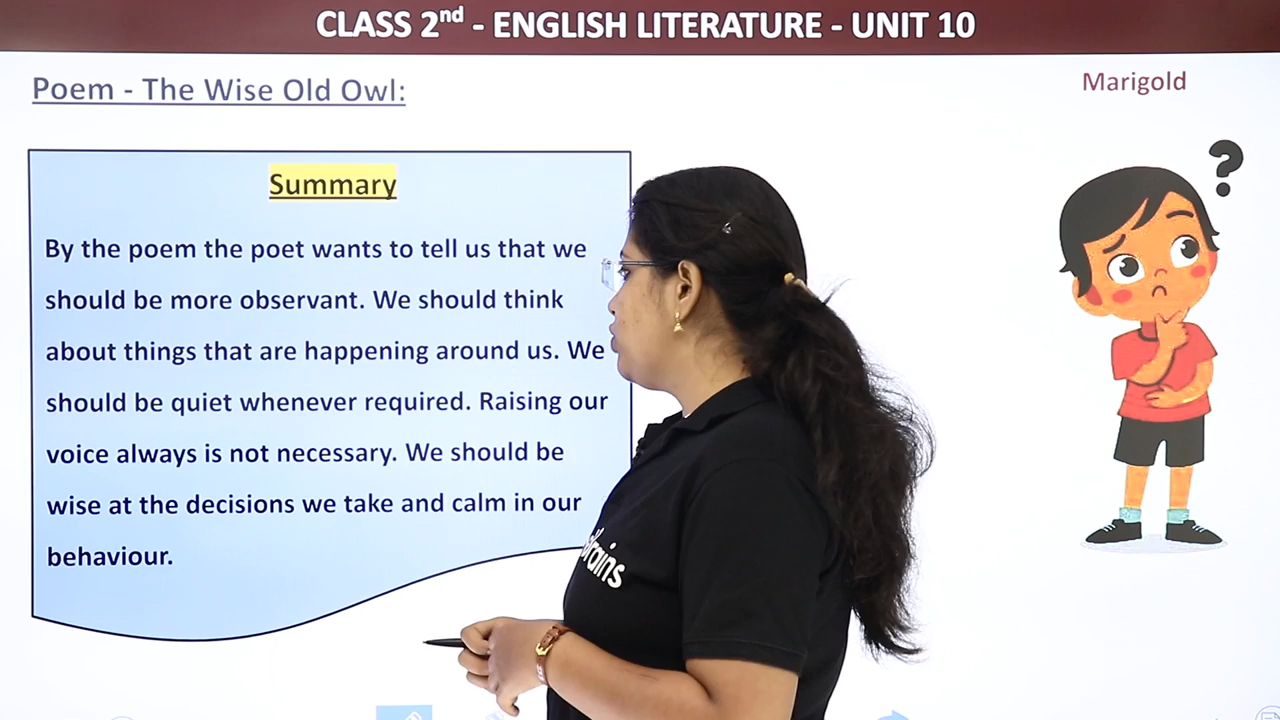 CLASS 2nd - ENGLISH LITERATURE - UNIT 10
Poem - The Wise Old Owl:
Marigold
?
Summary
By the poem the poet wants to tell us that we
should be more observant. We should think
about things that are happening around us. We
should be quiet whenever required. Raising our
voice always is not necessary. We should be
wise at the decisions we take and calm in our
behaviour.